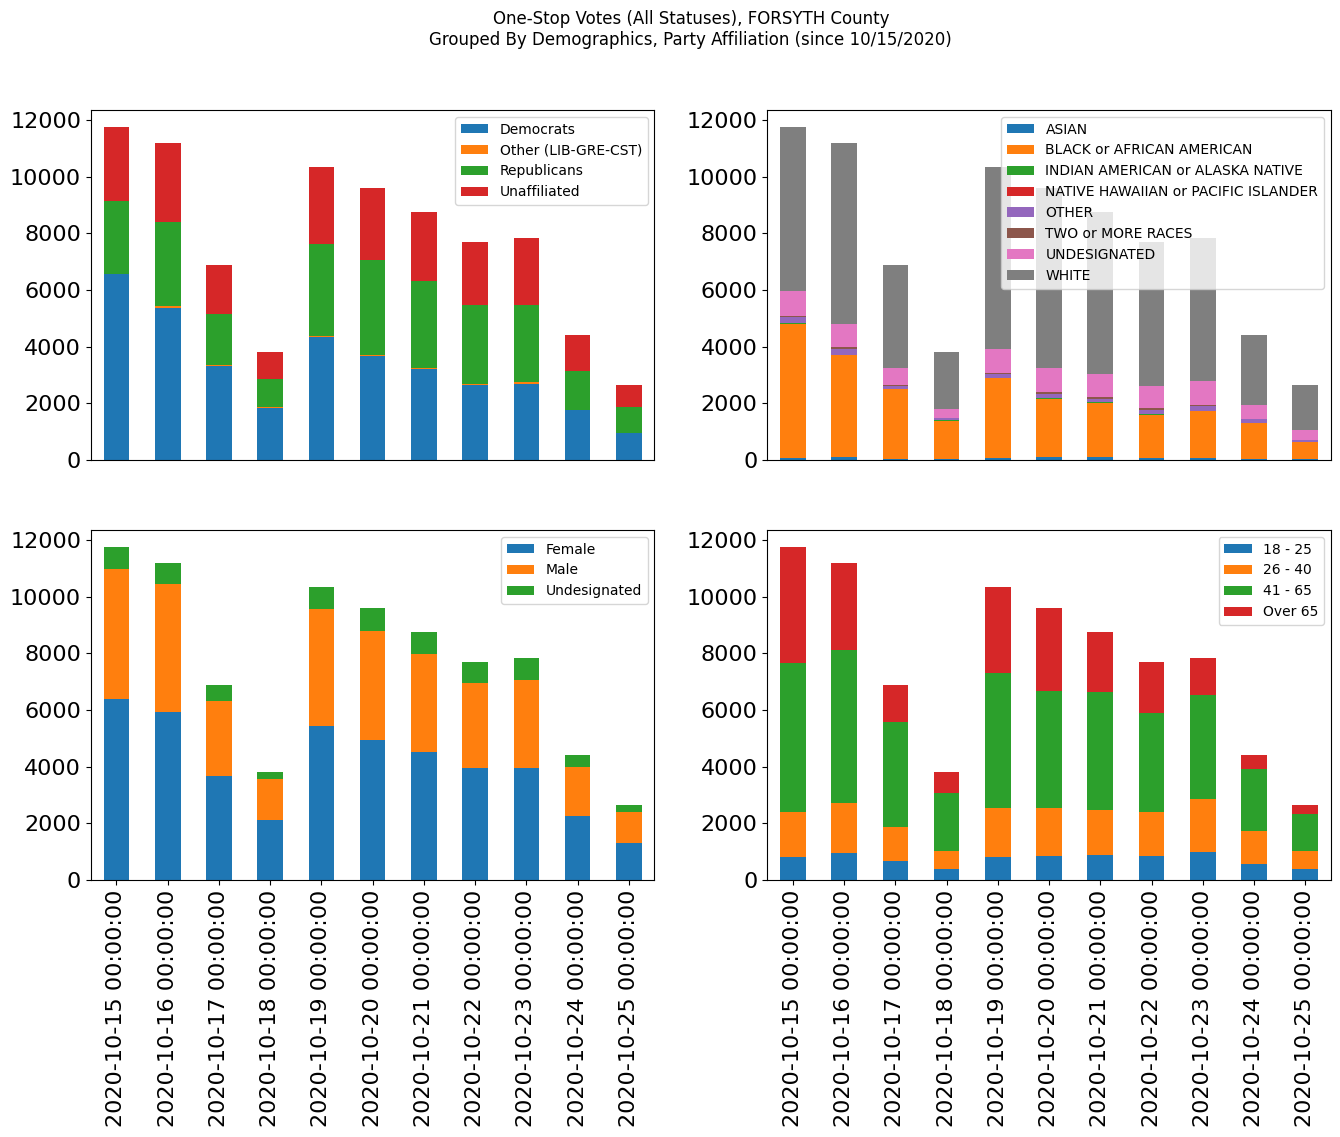 One-Stop Votes (All Statuses), FORSYTH County
Grouped By Demographics, Party Affiliation (since 10/15/2020)
12000
10000
8000
6000
4000
2000
0
Democrats
Other (LIB-GRE-CST)
Republicans
Unaffiliated
12000
10000
8000
6000
4000
2000
0
ASIAN
BLACK or AFRICAN AMERICAN
INDIAN AMERICAN or ALASKA NATIVE
NATIVE HAWAIIAN or PACIFIC ISLANDER
OTHER
TWO or MORE RACES
UNDESIGNATED
WHITE
12000
10000
8000
6000
4000
2000
0
Female
Male
Undesignated
2020-10-15 00:00:00
2020-10-16 00:00:00
2020-10-17 00:00:00
2020-10-18 00:00:00
2020-10-19 00:00:00
2020-10-20 00:00:00
2020-10-21 00:00:00
2020-10-22 00:00:00
2020-10-23 00:00:00
2020-10-24 00:00:00
2020-10-25 00:00:00
12000
10000
8000
6000
4000
2000
0
18 - 25
26 - 40
41 - 65
Over 65
2020-10-15 00:00:00
2020-10-16 00:00:00
2020-10-17 00:00:00
2020-10-18 00:00:00
2020-10-19 00:00:00
2020-10-20 00:00:00
2020-10-21 00:00:00
2020-10-22 00:00:00
2020-10-23 00:00:00
2020-10-24 00:00:00
2020-10-25 00:00:00